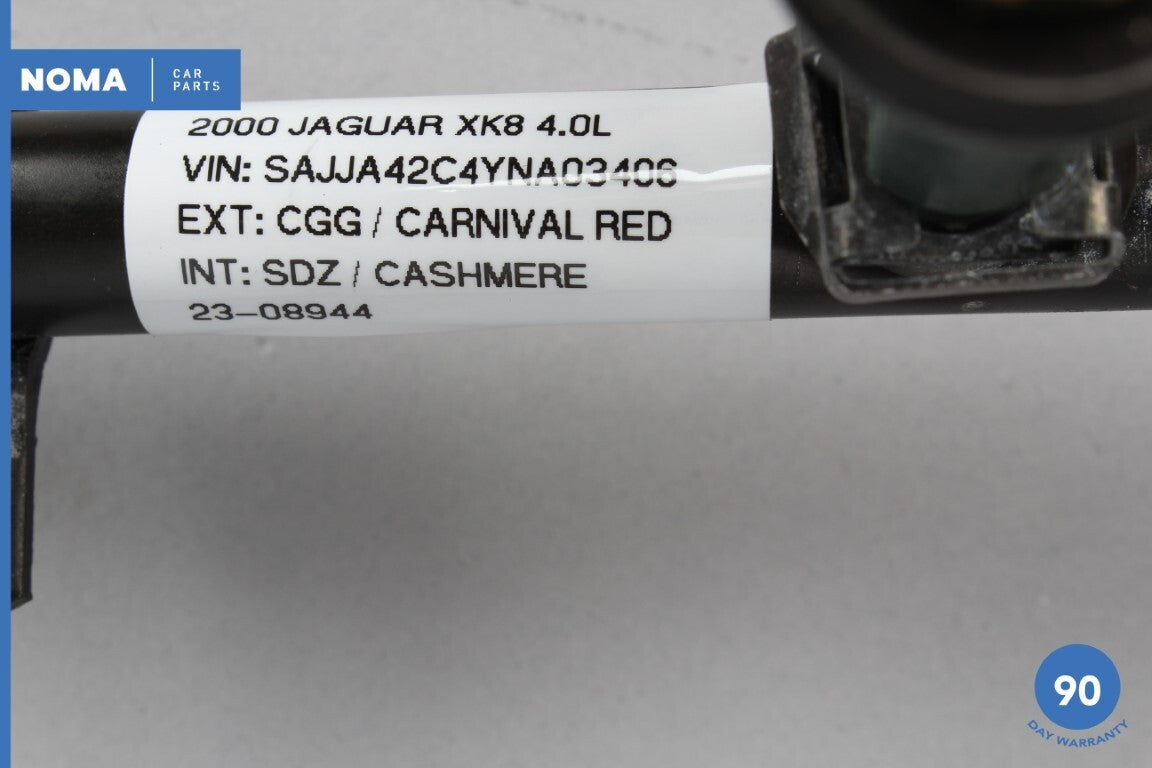 NOMA
CAR
PARTS
2000 JAGUAR XK8 4.0L
VIN: SAJJA42C4YNA03406
EXT: CGG / CARNIVAL RED
INT: SDZ / CASHMERE
23-08944
90
DAY WARRANTY